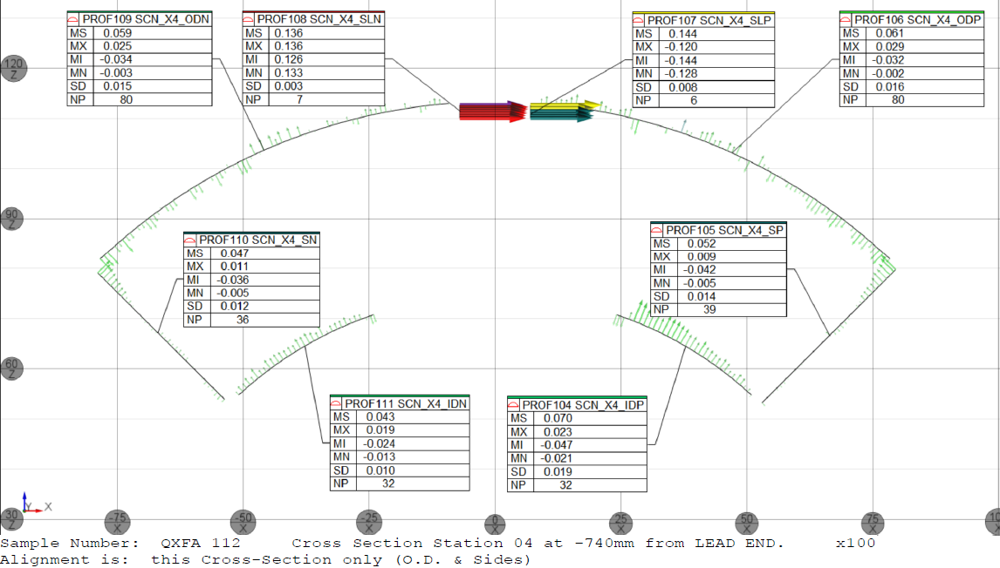 PROF109 SCN_X4_ODN
MS 0.059
MX 0.025
MI -0.034
MN -0.003
SD 0.015
NP 80
PROF108 SCN_X4_SLN
MS 0.136
MX 0.136
MI 0.126
MN 0.133
SD 0.003
NP 7
PROF107 SCN_X4_SLP
MS 0.144
MX -0.120
MI -0.144
MN -0.128
SD 0.008
NP 6
PROF106 SCN_X4_ODP
MS 0.061
MX 0.029
MI -0.032
MN -0.002
SD 0.016
NP 80
120 Z
90 Z
PROF110 SCN_X4_SN
MS 0.047
MX 0.011
MI -0.036
MN -0.005
SD 0.012
NP 36
PROF105 SCN_X4_SP
MS 0.052
MX 0.009
MI -0.042
MN -0.005
SD 0.014
NP 39
60 Z
PROF111 SCN_X4_IDN
MS 0.043
MX 0.019
MI -0.024
MN -0.013
SD 0.010
NP 32
PROF104 SCN_X4_IDP
MS 0.070
MX 0.023
MI -0.047
MN -0.021
SD 0.019
NP 32
Y X
30 Z
-75 X
-50 X
-25 X
0 X
25 X
50 X
75 X
10 X
Sample Number: QXFA 112 Cross Section Station 04 at -740mm from LEAD END. x100
Alignment is: this Cross-Section only (O.D. & Sides)